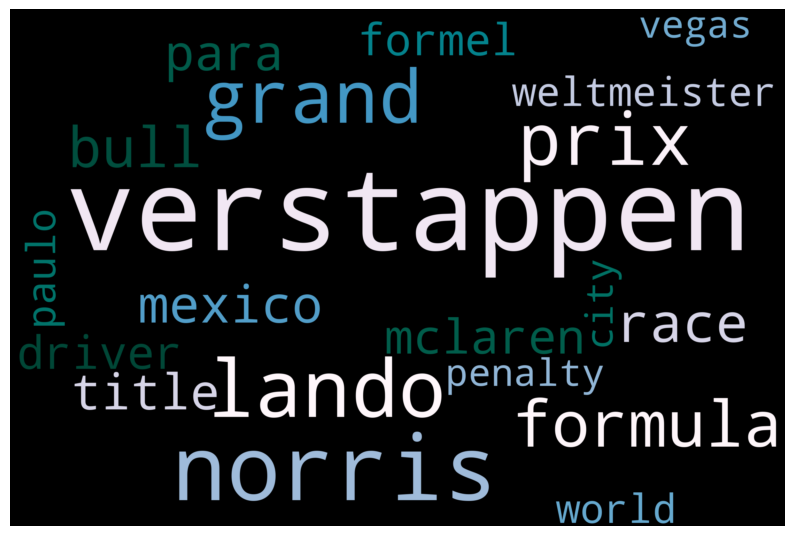 vegas
formel
para
grand
weltmeister
prix
bull
verstappen
paulo
city
mexico
race
mclaren
driver
penalty
title
lando
formula
norris
world